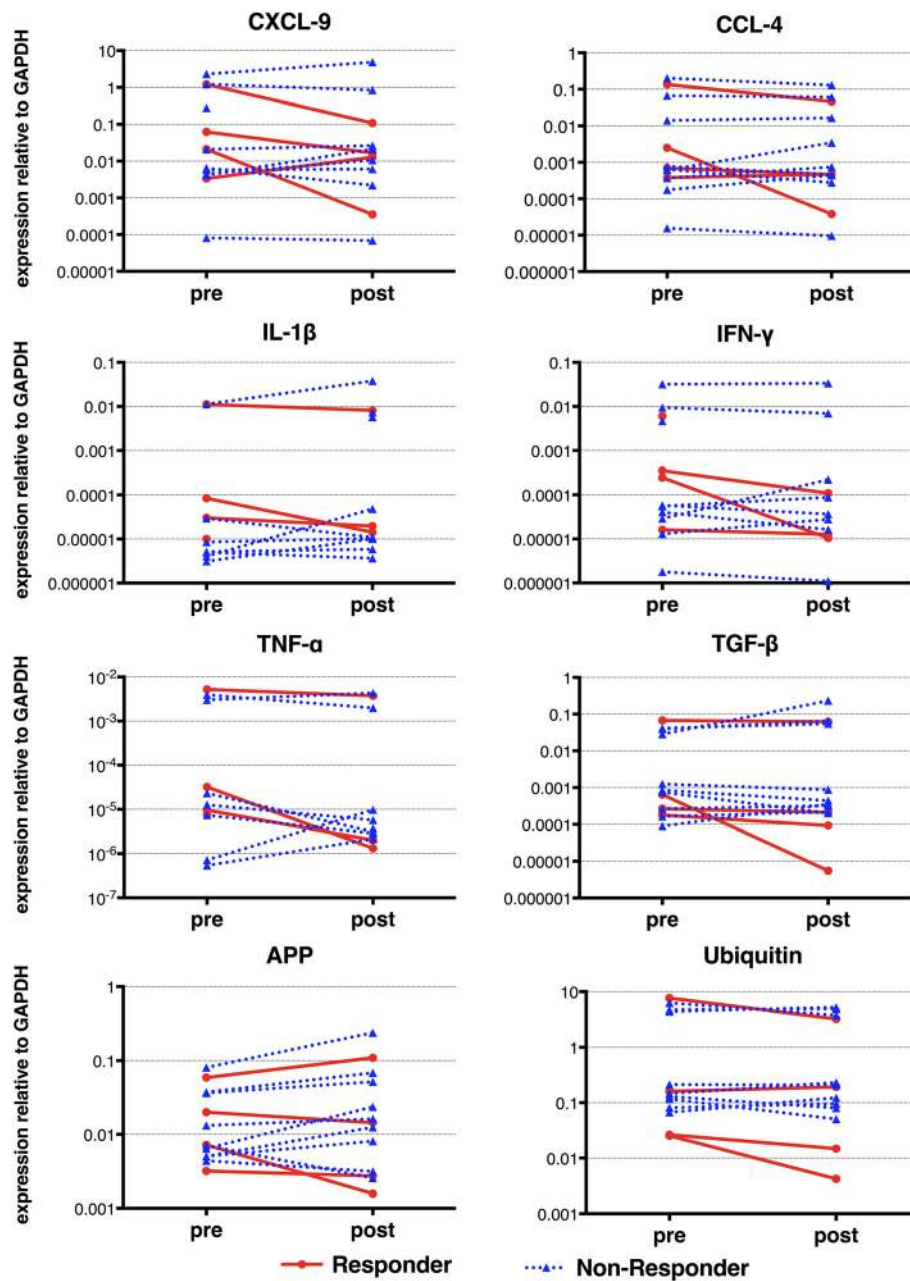 CXCL-9
expression relative to GAPDH
10
1
0.1
0.01
0.001
0.0001
0.00001
pre
post
CCL-4
1
0.1
0.01
0.001
0.0001
0.00001
0.000001
pre
post
IL-1β
expression relative to GAPDH
0.1
0.01
0.001
0.0001
0.00001
0.000001
pre
post
IFN-γ
0.1
0.01
0.001
0.0001
0.00001
0.000001
pre
post
TNF-α
expression relative to GAPDH
10⁻²
10⁻³
10⁻⁴
10⁻⁵
10⁻⁶
10⁻⁷
pre
post
TGF-β
1
0.1
0.01
0.001
0.0001
0.00001
0.000001
pre
post
APP
expression relative to GAPDH
1
0.1
0.01
0.001
pre
post
Ubiquitin
10
1
0.1
0.01
0.001
pre
post
Responder
Non-Responder